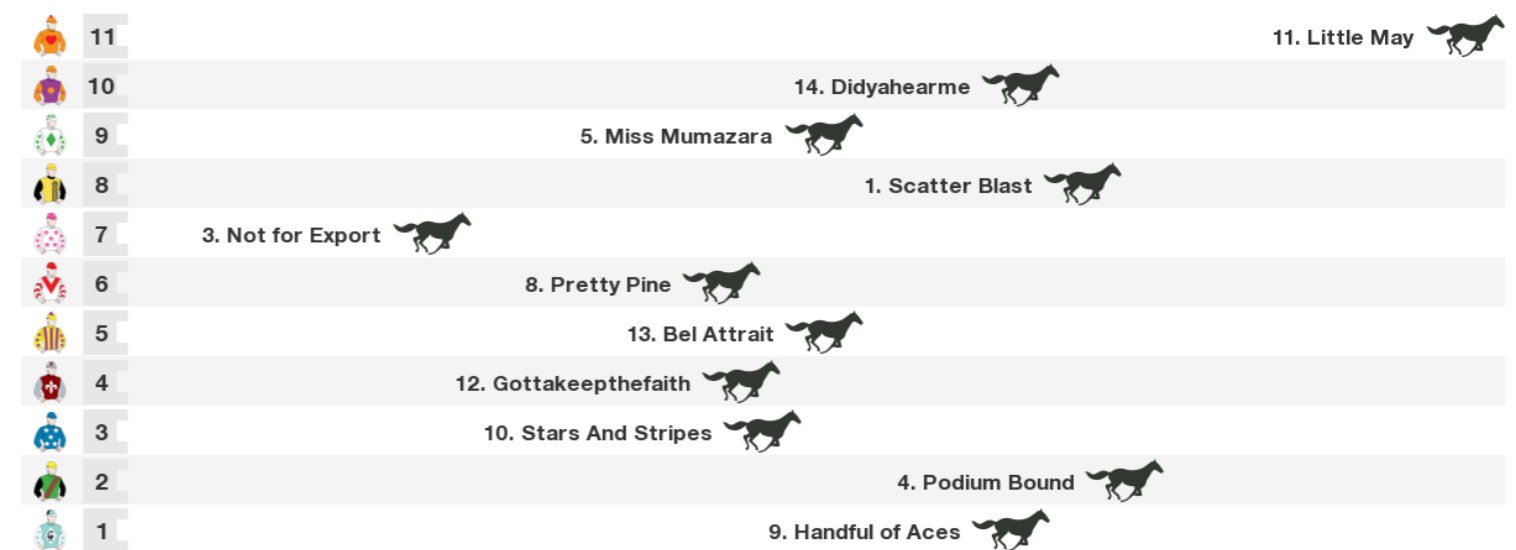 11 11. Little May
10 14. Didyahearme
9 5. Miss Mumazara
8 1. Scatter Blast
7 3. Not for Export
6 8. Pretty Pine
5 13. Bel Attrait
4 12. Gottakeepthefaith
3 10. Stars And Stripes
2 4. Podium Bound
1 9. Handful of Aces